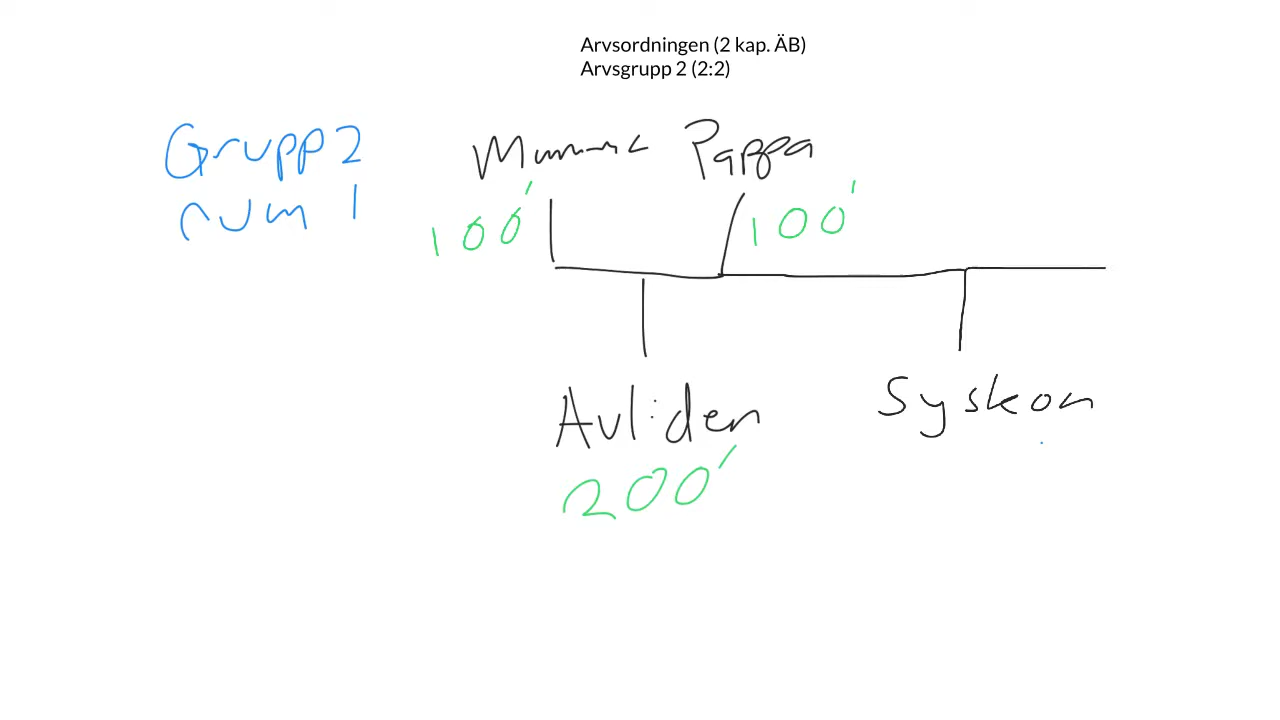 Arvsordningen (2 kap. ÄB)
Arvsgrupp 2 (2:2)
Grupp 2
num 1
Mamma Pappa
100' 100'
Avliden
200'
Syskon